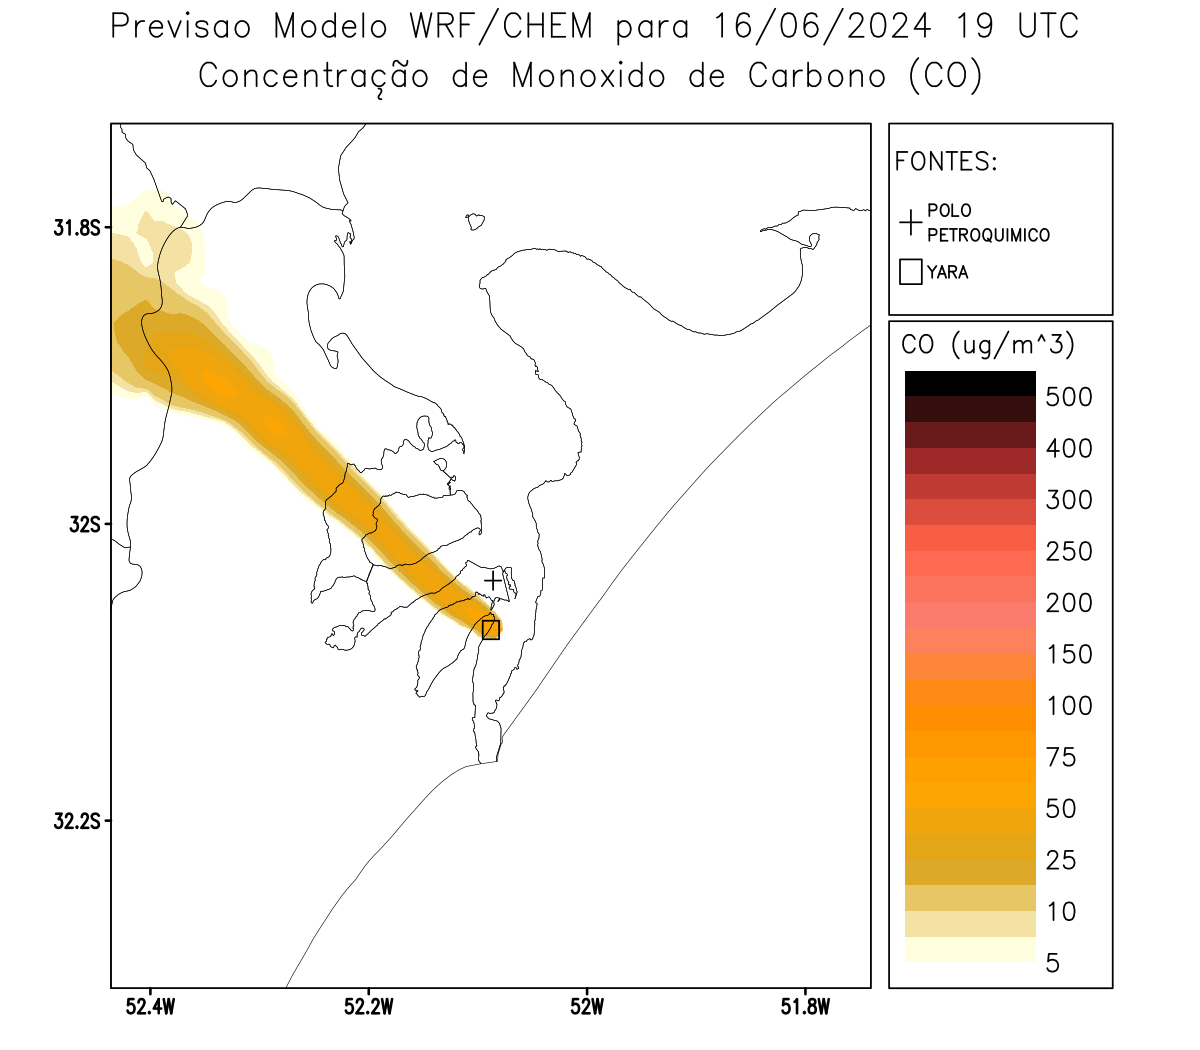 Previsao Modelo WRF/CHEM para 16/06/2024 19 UTC
Concentração de Monoxido de Carbono (CO)
FONTES:
POLO
PETROQUIMICO
YARA
CO (ug/m^3)
500
400
300
250
200
150
100
75
50
25
10
5
31.8S
32S
32.2S
52.4W
52.2W
52W
51.8W